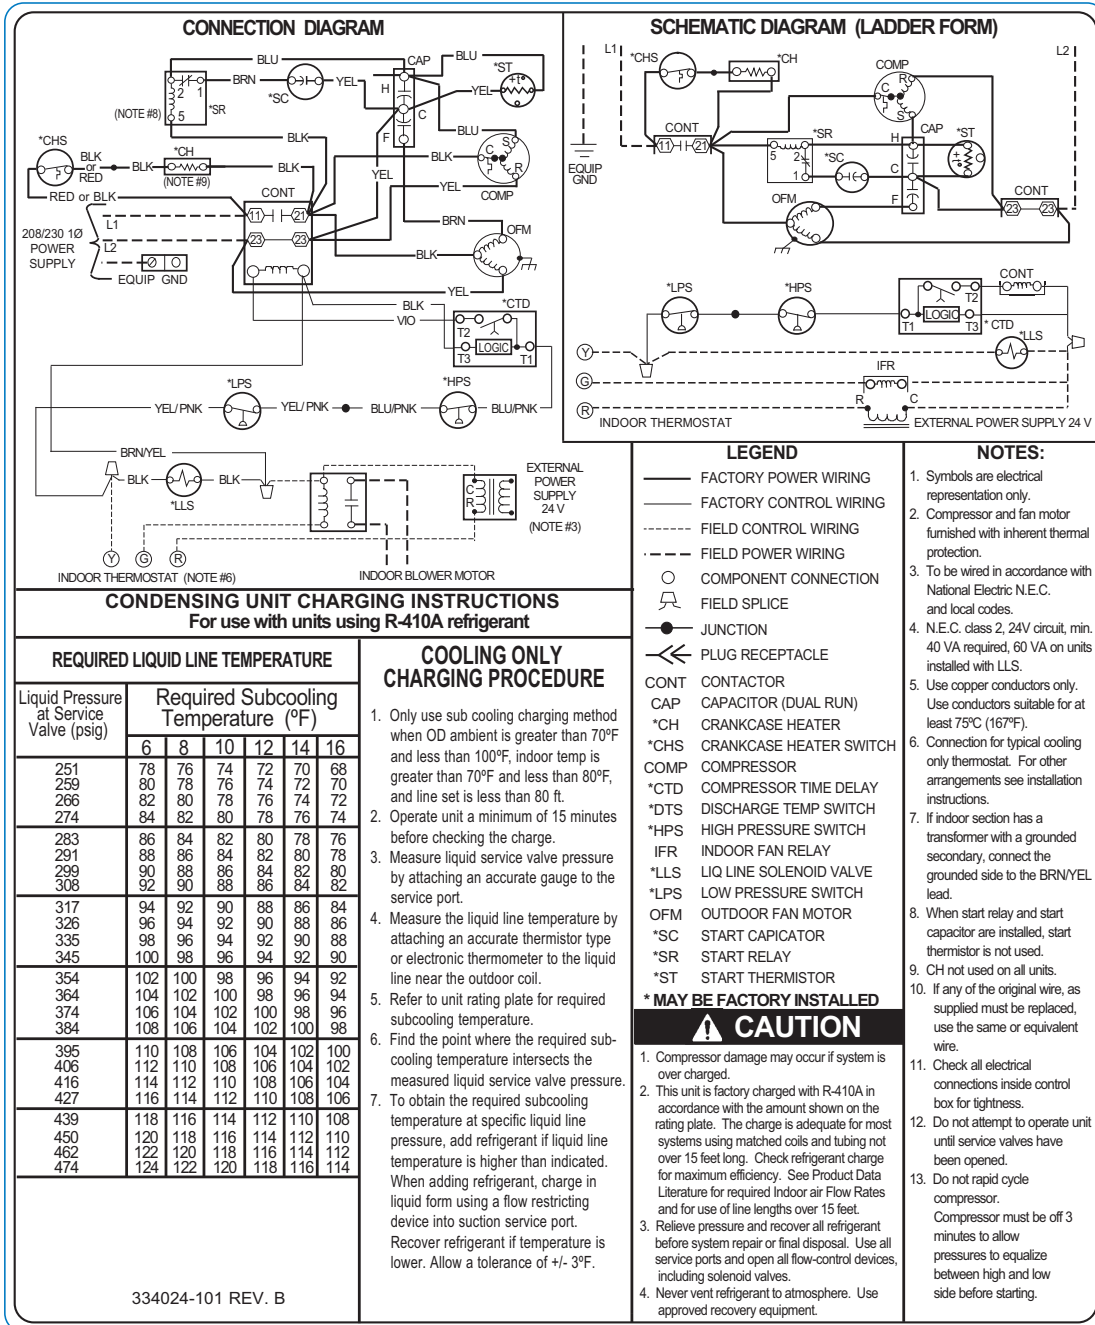 CONNECTION DIAGRAM
BLU
CAP
BLU
*ST
BRN
YEL
H
YEL
+t°
2 1
*SC
(NOTE #8)
5
*SR
C
BLU
F
BLK
*CHS
BLK
or
RED
BLK
*CH
(NOTE #9)
BLK
BLK
S
C
R
COMP
YEL
YEL
RED or BLK
CONT
11
21
23
23
BRN
OFM
L1
208/230 1Ø
POWER
SUPPLY
L2
EQUIP GND
BLK
YEL
BLK
VIO
*CTD
T2
T3
LOGIC
T1
*LPS
*HPS
YEL/ PNK
YEL/ PNK
BLU/PNK
BLU/PNK
BRN/YEL
BLK
BLK
*LLS
EXTERNAL
POWER
SUPPLY
24 V
(NOTE #3)
C
R
Y
G
R
INDOOR THERMOSTAT (NOTE #6)
INDOOR BLOWER MOTOR
SCHEMATIC DIAGRAM (LADDER FORM)
L1
*CHS
*CH
COMP
L2
R
C
S
CONT
11
21
*SR
H
CAP
*ST
5
2
1
*SC
C
EQUIP
GND
OFM
F
CONT
23
23
*LPS
*HPS
CONT
T2
T1
LOGIC
T3
* CTD
*LLS
Y
IFR
G
R
C
R
INDOOR THERMOSTAT
EXTERNAL POWER SUPPLY 24 V
CONDENSING UNIT CHARGING INSTRUCTIONS
For use with units using R-410A refrigerant
REQUIRED LIQUID LINE TEMPERATURE
Liquid Pressure
at Service
Valve (psig)
Required Subcooling
Temperature (ºF)
6 8 10 12 14 16
251 78 76 74 72 70 68
259 80 78 76 74 72 70
266 82 80 78 76 74 72
274 84 82 80 78 76 74
283 86 84 82 80 78 76
291 88 86 84 82 80 78
299 90 88 86 84 82 80
308 92 90 88 86 84 82
317 94 92 90 88 86 84
326 96 94 92 90 88 86
335 98 96 94 92 90 88
345 100 98 96 94 92 90
354 102 100 98 96 94 92
364 104 102 100 98 96 94
374 106 104 102 100 98 96
384 108 106 104 102 100 98
395 110 108 106 104 102 100
406 112 110 108 106 104 102
416 114 112 110 108 106 104
427 116 114 112 110 108 106
439 118 116 114 112 110 108
450 120 118 116 114 112 110
462 122 120 118 116 114 112
474 124 122 120 118 116 114
334024-101 REV. B
COOLING ONLY
CHARGING PROCEDURE
1. Only use sub cooling charging method
when OD ambient is greater than 70ºF
and less than 100ºF, indoor temp is
greater than 70ºF and less than 80ºF,
and line set is less than 80 ft.
2. Operate unit a minimum of 15 minutes
before checking the charge.
3. Measure liquid service valve pressure
by attaching an accurate gauge to the
service port.
4. Measure the liquid line temperature by
attaching an accurate thermistor type
or electronic thermometer to the liquid
line near the outdoor coil.
5. Refer to unit rating plate for required
subcooling temperature.
6. Find the point where the required sub-
cooling temperature intersects the
measured liquid service valve pressure.
7. To obtain the required subcooling
temperature at specific liquid line
pressure, add refrigerant if liquid line
temperature is higher than indicated.
When adding refrigerant, charge in
liquid form using a flow restricting
device into suction service port.
Recover refrigerant if temperature is
lower. Allow a tolerance of +/- 3ºF.
LEGEND
FACTORY POWER WIRING
FACTORY CONTROL WIRING
FIELD CONTROL WIRING
FIELD POWER WIRING
COMPONENT CONNECTION
FIELD SPLICE
JUNCTION
PLUG RECEPTACLE
CONT CONTACTOR
CAP CAPACITOR (DUAL RUN)
*CH CRANKCASE HEATER
*CHS CRANKCASE HEATER SWITCH
COMP COMPRESSOR
*CTD COMPRESSOR TIME DELAY
*DTS DISCHARGE TEMP SWITCH
*HPS HIGH PRESSURE SWITCH
IFR INDOOR FAN RELAY
*LLS LIQ LINE SOLENOID VALVE
*LPS LOW PRESSURE SWITCH
OFM OUTDOOR FAN MOTOR
*SC START CAPICATOR
*SR START RELAY
*ST START THERMISTOR
* MAY BE FACTORY INSTALLED
CAUTION
1. Compressor damage may occur if system is
over charged.
2. This unit is factory charged with R-410A in
accordance with the amount shown on the
rating plate. The charge is adequate for most
systems using matched coils and tubing not
over 15 feet long. Check refrigerant charge
for maximum efficiency. See Product Data
Literature for required Indoor air Flow Rates
and for use of line lengths over 15 feet.
3. Relieve pressure and recover all refrigerant
before system repair or final disposal. Use all
service ports and open all flow-control devices,
including solenoid valves.
4. Never vent refrigerant to atmosphere. Use
approved recovery equipment.
NOTES:
1. Symbols are electrical
representation only.
2. Compressor and fan motor
furnished with inherent thermal
protection.
3. To be wired in accordance with
National Electric N.E.C.
and local codes.
4. N.E.C. class 2, 24V circuit, min.
40 VA required, 60 VA on units
installed with LLS.
5. Use copper conductors only.
Use conductors suitable for at
least 75ºC (167ºF).
6. Connection for typical cooling
only thermostat. For other
arrangements see installation
instructions.
7. If indoor section has a
transformer with a grounded
secondary, connect the
grounded side to the BRN/YEL
lead.
8. When start relay and start
capacitor are installed, start
thermistor is not used.
9. CH not used on all units.
10. If any of the original wire, as
supplied must be replaced,
use the same or equivalent
wire.
11. Check all electrical
connections inside control
box for tightness.
12. Do not attempt to operate unit
until service valves have
been opened.
13. Do not rapid cycle
compressor.
Compressor must be off 3
minutes to allow
pressures to equalize
between high and low
side before starting.